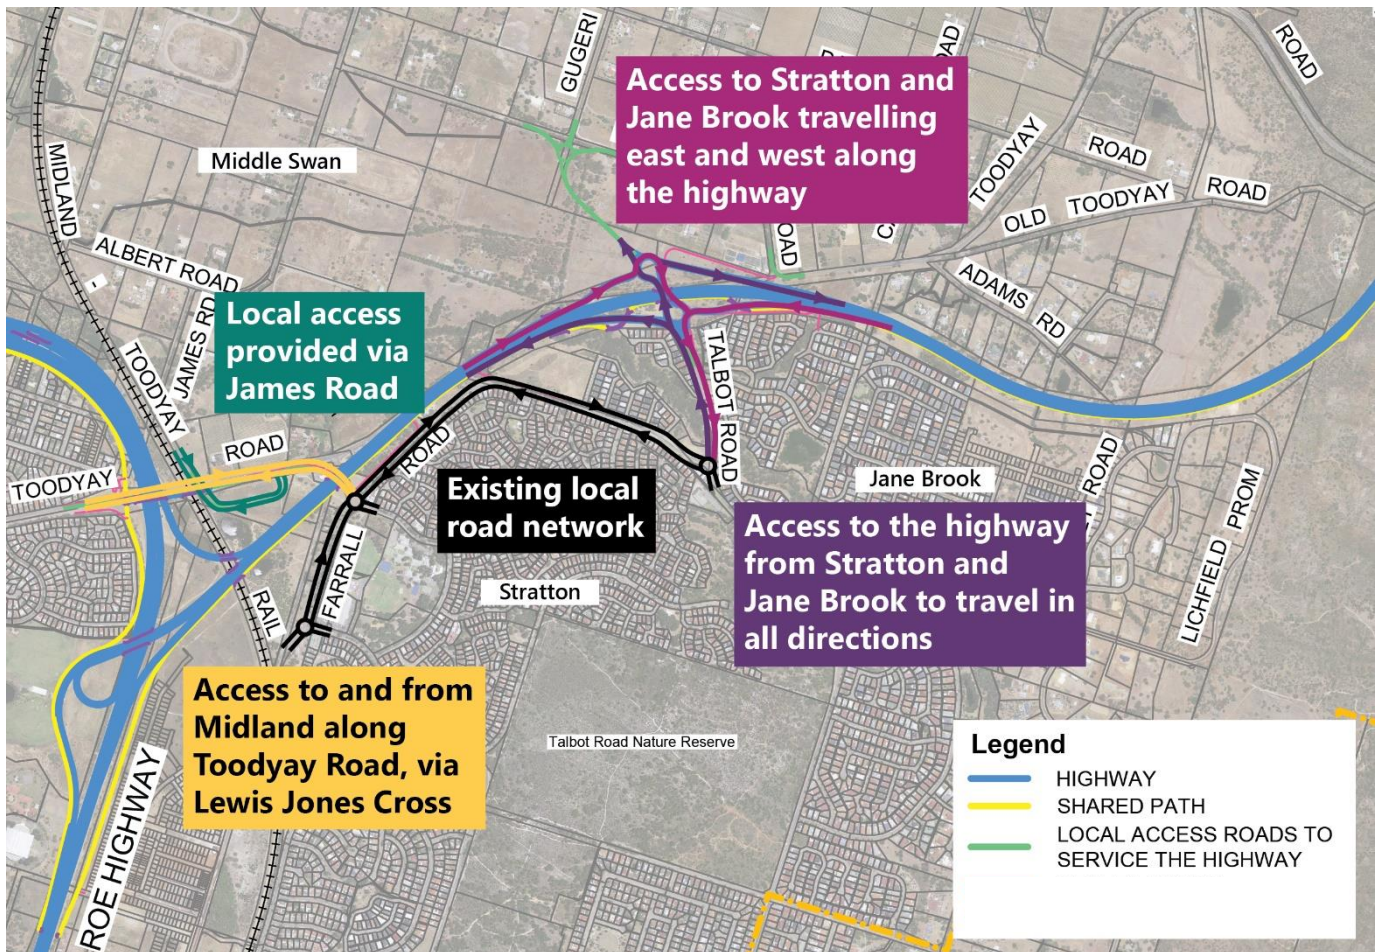 GUGERI
ROAD
ROAD
Access to Stratton and
Jane Brook travelling
east and west along
the highway
MIDLAND
-
TOODYAY
RAIL
Middle Swan
TOODYAY
ROAD
OLD TOODYAY ROAD
ROAD
ALBERT ROAD
JAMES RD
ADAMS RD
Local access
provided via
James Road
TALBOT ROAD
TOODYAY ROAD
ROAD
FARRALL
Existing local
road network
Jane Brook
ROAD
LICHFIELD PROM
Access to the highway
from Stratton and
Jane Brook to travel in
all directions
Stratton
Access to and from
Midland along
Toodyay Road, via
Lewis Jones Cross
Talbot Road Nature Reserve
ROE HIGHWAY
Legend
HIGHWAY
SHARED PATH
LOCAL ACCESS ROADS TO
SERVICE THE HIGHWAY